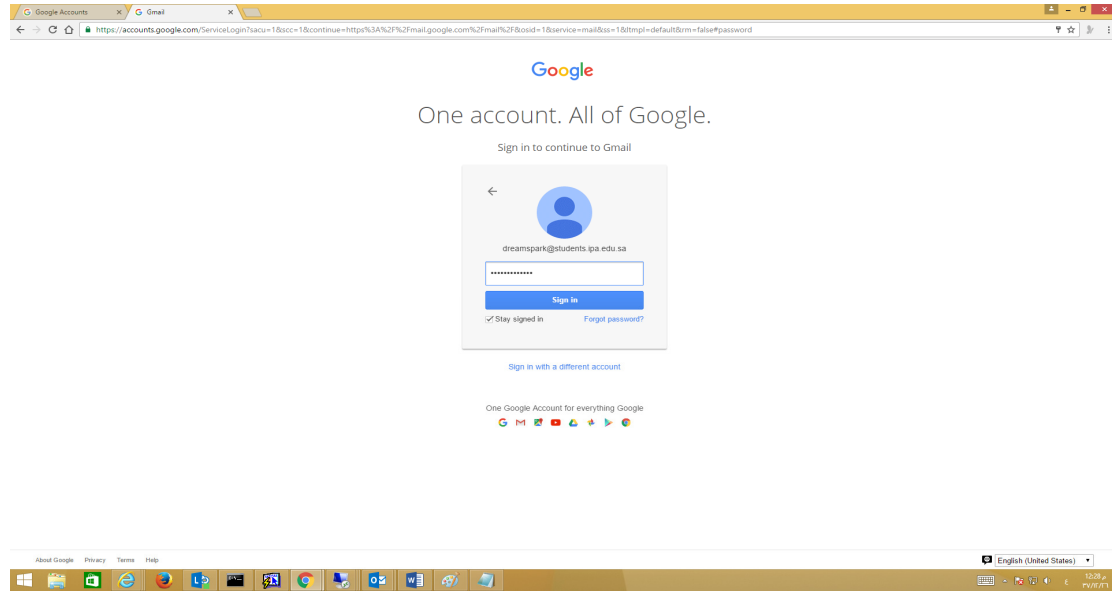 Google Accounts
Gmail
https://accounts.google.com/ServiceLogin?sacu=1&scc=1&continue=https%3A%2F%2Fmail.google.com%2Fmail%2F&osid=1&service=mail&ss=1&ltmpl=default&rm=false#password
Google
One account. All of Google.
Sign in to continue to Gmail
dreamspark@students.ipa.edu.sa
Sign in
Stay signed in Forgot password?
Sign in with a different account
One Google Account for everything Google
About Google Privacy Terms Help English (United States)
12:28 م
٣٧/١٢/٢٦